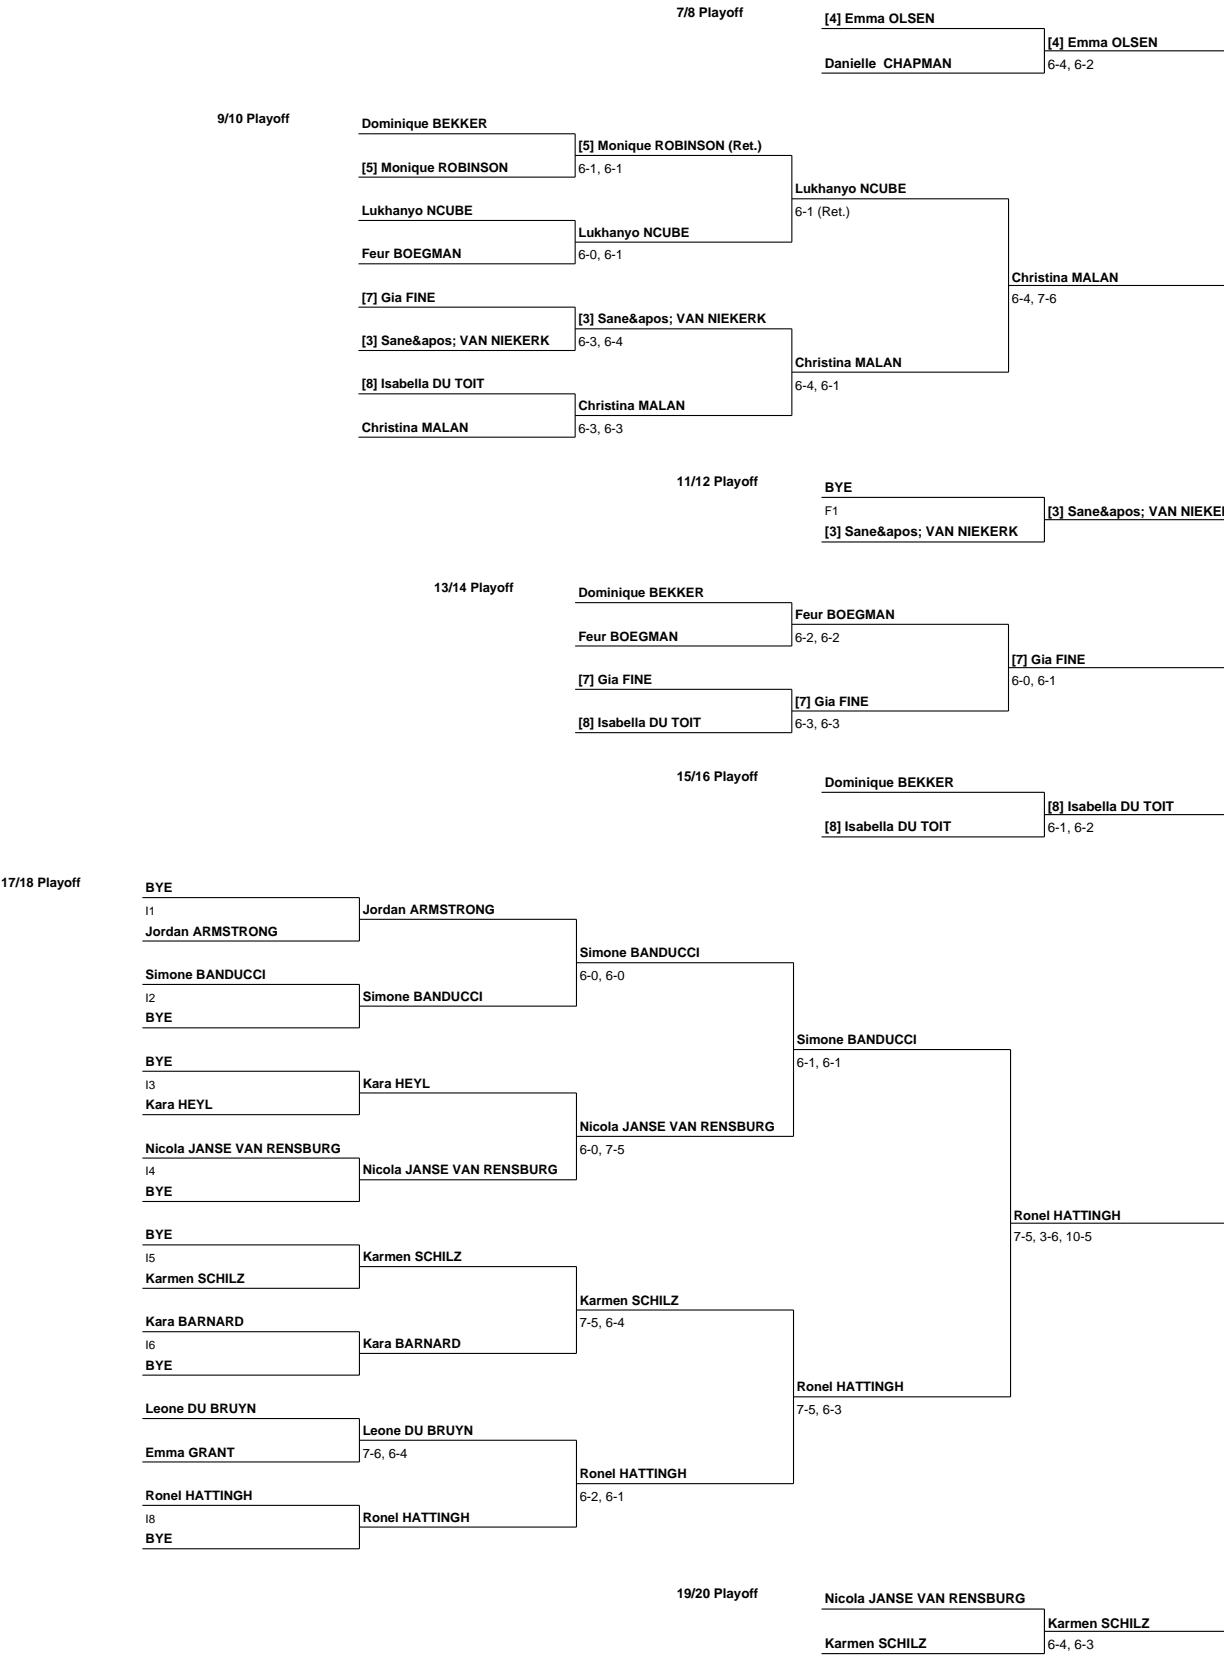 7/8 Playoff
[4] Emma OLSEN
[4] Emma OLSEN
Danielle CHAPMAN
6-4, 6-2
9/10 Playoff
Dominique BEKKER
[5] Monique ROBINSON (Ret.)
[5] Monique ROBINSON
6-1, 6-1
Lukhanyo NCUBE
Lukhanyo NCUBE
6-1 (Ret.)
Lukhanyo NCUBE
Feur BOEGMAN
6-0, 6-1
Christina MALAN
[7] Gia FINE
6-4, 7-6
[3] Sane&apos; VAN NIEKERK
[3] Sane&apos; VAN NIEKERK
6-3, 6-4
Christina MALAN
[8] Isabella DU TOIT
6-4, 6-1
Christina MALAN
Christina MALAN
6-3, 6-3
11/12 Playoff
BYE
F1
[3] Sane&apos; VAN NIEKER
[3] Sane&apos; VAN NIEKERK
13/14 Playoff
Dominique BEKKER
Feur BOEGMAN
Feur BOEGMAN
6-2, 6-2
[7] Gia FINE
[7] Gia FINE
6-0, 6-1
[7] Gia FINE
[8] Isabella DU TOIT
6-3, 6-3
15/16 Playoff
Dominique BEKKER
[8] Isabella DU TOIT
[8] Isabella DU TOIT
6-1, 6-2
17/18 Playoff
BYE
I1
Jordan ARMSTRONG
Jordan ARMSTRONG
Simone BANDUCCI
Simone BANDUCCI
6-0, 6-0
I2
Simone BANDUCCI
BYE
Simone BANDUCCI
BYE
6-1, 6-1
I3
Kara HEYL
Kara HEYL
Nicola JANSE VAN RENSBURG
Nicola JANSE VAN RENSBURG
6-0, 7-5
I4
Nicola JANSE VAN RENSBURG
BYE
Ronel HATTINGH
BYE
7-5, 3-6, 10-5
I5
Karmen SCHILZ
Karmen SCHILZ
Karmen SCHILZ
Kara BARNARD
7-5, 6-4
I6
Kara BARNARD
BYE
Ronel HATTINGH
Leone DU BRUYN
7-5, 6-3
Leone DU BRUYN
Emma GRANT
7-6, 6-4
Ronel HATTINGH
Ronel HATTINGH
6-2, 6-1
I8
Ronel HATTINGH
BYE
19/20 Playoff
Nicola JANSE VAN RENSBURG
Karmen SCHILZ
Karmen SCHILZ
6-4, 6-3